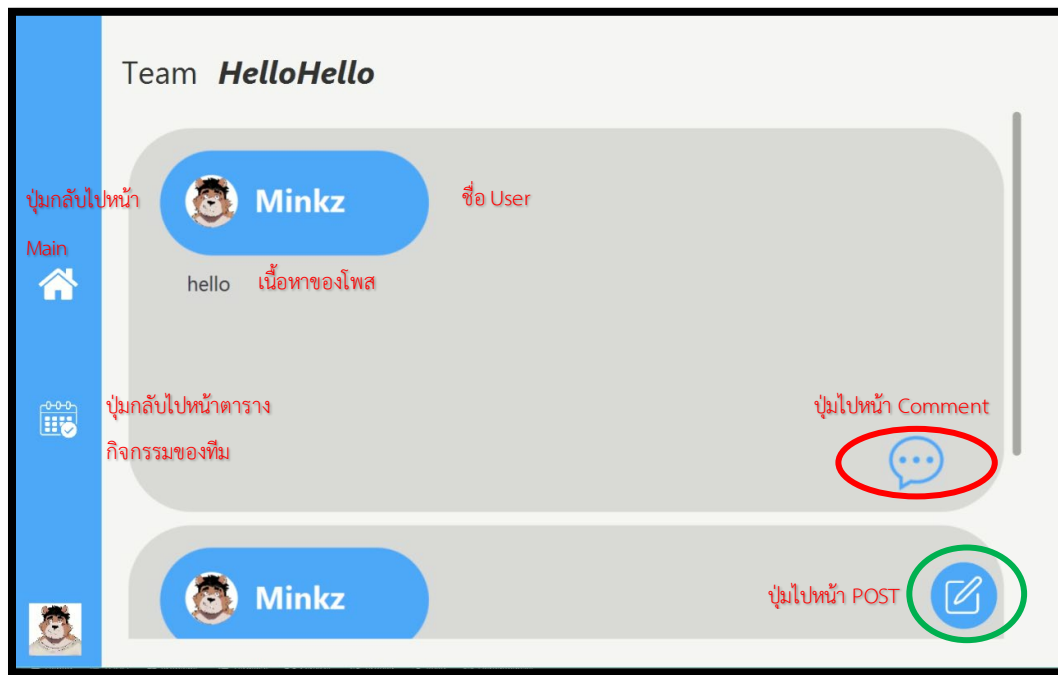 Team HelloHello
ปุ่มกลับไปหน้า
Main
Minkz
ชื่อ User
hello
เนื้อหาของโพส
ปุ่มกลับไปหน้าตาราง
กิจกรรมของทีม
ปุ่มไปหน้า Comment
Minkz
ปุ่มไปหน้า POST